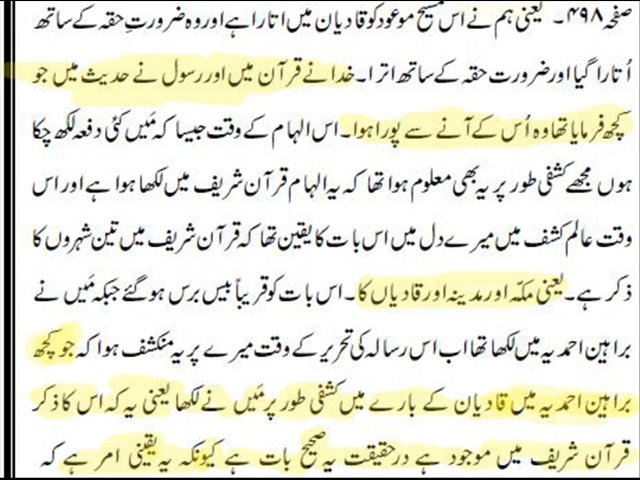 صفحہ ۴۹۸۔ یعنی ہم نے اس مسیح موعود کو قادیان میں اتارا ہے اور وہ ضرورتِ حقہ کے ساتھ
اُتارا گیا اور ضرورت حقہ کے ساتھ اترا۔ خدا نے قرآن میں اور رسول نے حدیث میں جو
کچھ فرمایا تھا وہ اُس کے آنے سے پورا ہوا۔ اس الہام کے وقت جیسا کہ مَیں کئی دفعہ لکھ چکا
ہوں مجھے کشفی طور پر یہ بھی معلوم ہوا تھا کہ یہ الہام قرآن شریف میں لکھا ہوا ہے اور اس
وقت عالم کشف میں میرے دل میں اس بات کا یقین تھا کہ قرآن شریف میں تین شہروں کا
ذکر ہے۔ یعنی مکّہ اور مدینہ اور قادیاں کا۔ اس بات کو قریباً بیس برس ہو گئے جبکہ مَیں نے
براہین احمدیہ میں لکھا تھا اب اس رسالہ کی تحریر کے وقت میرے پر یہ منکشف ہوا کہ جو کچھ
براہین احمدیہ میں قادیان کے بارے میں کشفی طور پر مَیں نے لکھا یعنی یہ کہ اس کا ذکر
قرآن شریف میں موجود ہے درحقیقت یہ صحیح بات ہے کیونکہ یہ یقینی امر ہے کہ